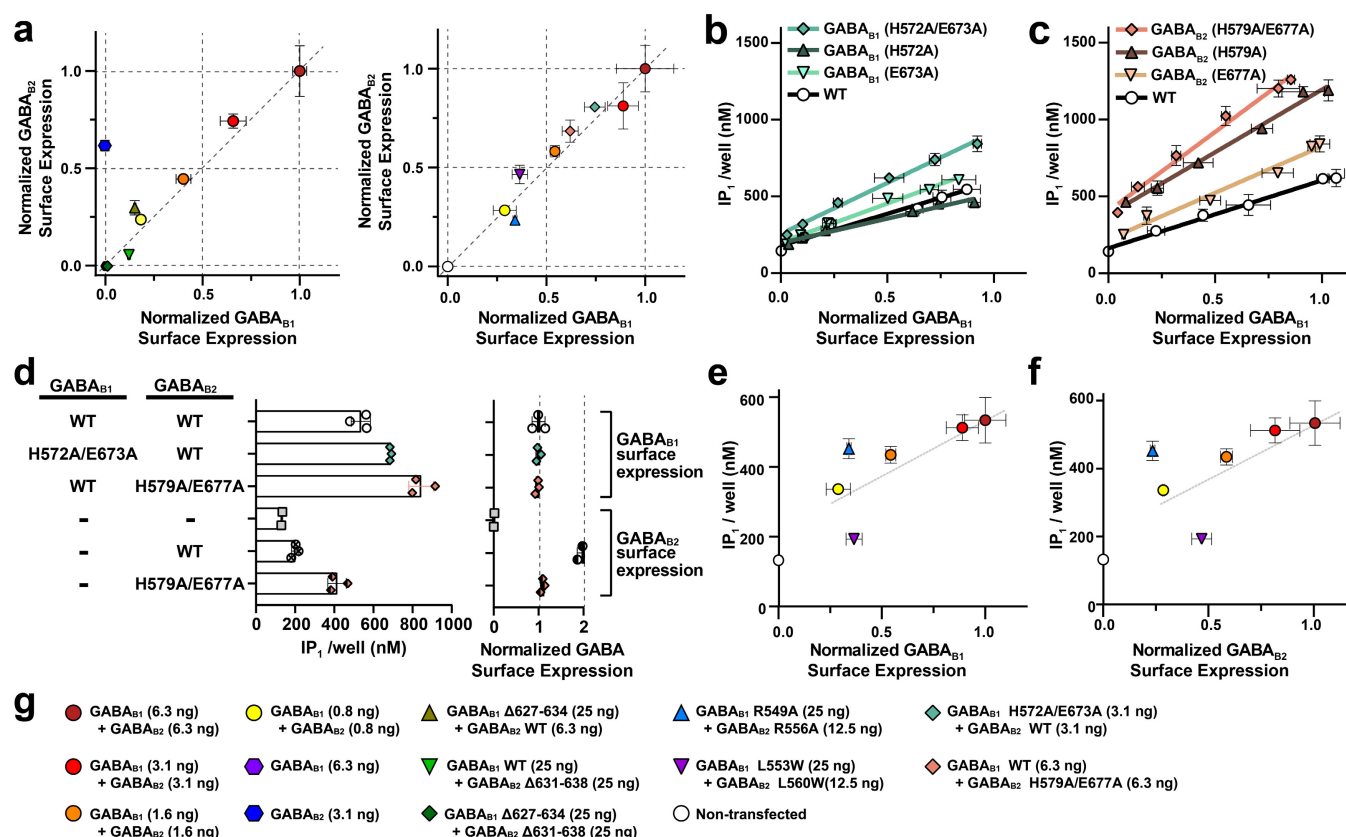 a
Normalized GABAB2
Surface Expression
1.0
0.5
0.0
0.0
0.5
1.0
Normalized GABAB1
Surface Expression
Normalized GABAB2
Surface Expression
1.0
0.5
0.0
0.0
0.5
1.0
Normalized GABAB1
Surface Expression
b
GABAB1 (H572A/E673A)
GABAB1 (H572A)
GABAB1 (E673A)
WT
IP1 /well (nM)
1500
1000
500
0
0.0
0.5
1.0
Normalized GABAB1
Surface Expression
c
GABAB2 (H579A/E677A)
GABAB2 (H579A)
GABAB2 (E677A)
WT
IP1 /well (nM)
1500
1000
500
0
0.0
0.5
1.0
Normalized GABAB1
Surface Expression
d
GABAB1 GABAB2
WT WT
H572A/E673A WT
WT H579A/E677A
- -
- WT
- H579A/E677A
0 200 400 600 800 1000
IP1 /well (nM)
GABAB1
surface
expression
GABAB2
surface
expression
0 1 2
Normalized GABA
Surface Expression
e
IP1 / well (nM)
600
400
200
0
0.0
0.5
1.0
Normalized GABAB1
Surface Expression
f
IP1 / well (nM)
600
400
200
0
0.0
0.5
1.0
Normalized GABAB2
Surface Expression
g
GABAB1 (6.3 ng)
+ GABAB2 (6.3 ng)
GABAB1 (3.1 ng)
+ GABAB2 (3.1 ng)
GABAB1 (1.6 ng)
+ GABAB2 (1.6 ng)
GABAB1 (0.8 ng)
+ GABAB2 (0.8 ng)
GABAB1 (6.3 ng)
GABAB2 (3.1 ng)
GABAB1 Δ627-634 (25 ng)
+ GABAB2 WT (6.3 ng)
GABAB1 WT (25 ng)
+ GABAB2 Δ631-638 (25 ng)
GABAB1 Δ627-634 (25 ng)
+ GABAB2 Δ631-638 (25 ng)
GABAB1 R549A (25 ng)
+ GABAB2 R556A (12.5 ng)
GABAB1 L553W (25 ng)
+ GABAB2 L560W(12.5 ng)
Non-transfected
GABAB1 H572A/E673A (3.1 ng)
+ GABAB2 WT (3.1 ng)
GABAB1 WT (6.3 ng)
+ GABAB2 H579A/E677A (6.3 ng)